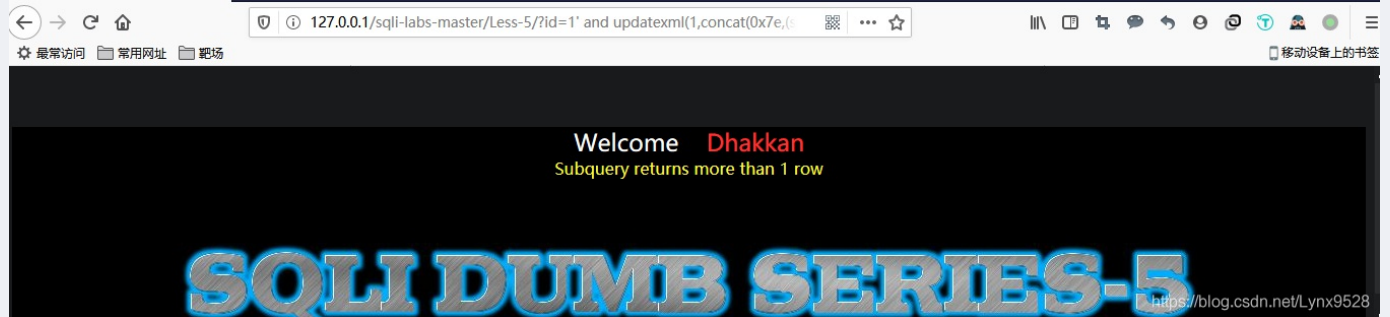 127.0.0.1/sqli-labs-master/Less-5/?id=1' and updatexml(1,concat(0x7e,(s
最常访问 常用网址 靶场 移动设备上的书签
Welcome Dhakkan
Subquery returns more than 1 row
SQLI DUMB SERIES-5
https://blog.csdn.net/Lynx9528